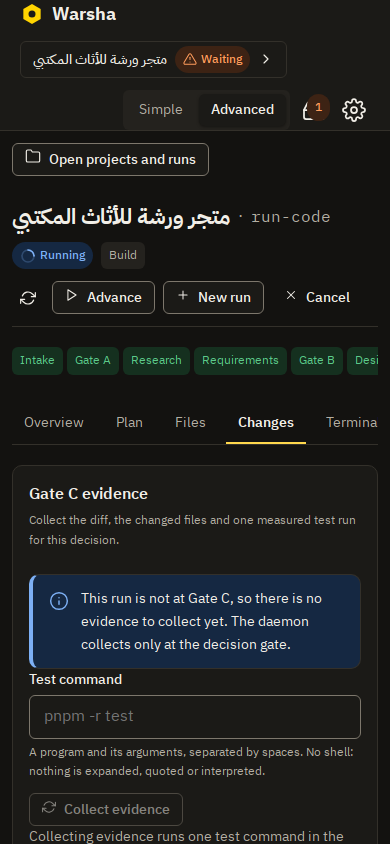 Warsha
متجر ورشة للأثاث المكتبي Waiting
Simple Advanced 1
Open projects and runs
متجر ورشة للأثاث المكتبي · run-code
Running Build
Advance New run Cancel
Intake Gate A Research Requirements Gate B Desi
Overview Plan Files Changes Termina
Gate C evidence
Collect the diff, the changed files and one measured test run
for this decision.
This run is not at Gate C, so there is no
evidence to collect yet. The daemon
collects only at the decision gate.
Test command
pnpm -r test
A program and its arguments, separated by spaces. No shell:
nothing is expanded, quoted or interpreted.
Collect evidence
Collecting evidence runs one test command in the